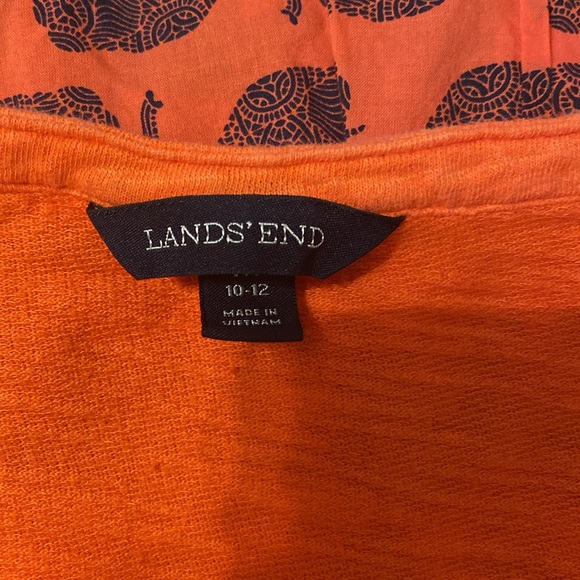 LANDS' END
10-12
MADE IN
VIETNAM